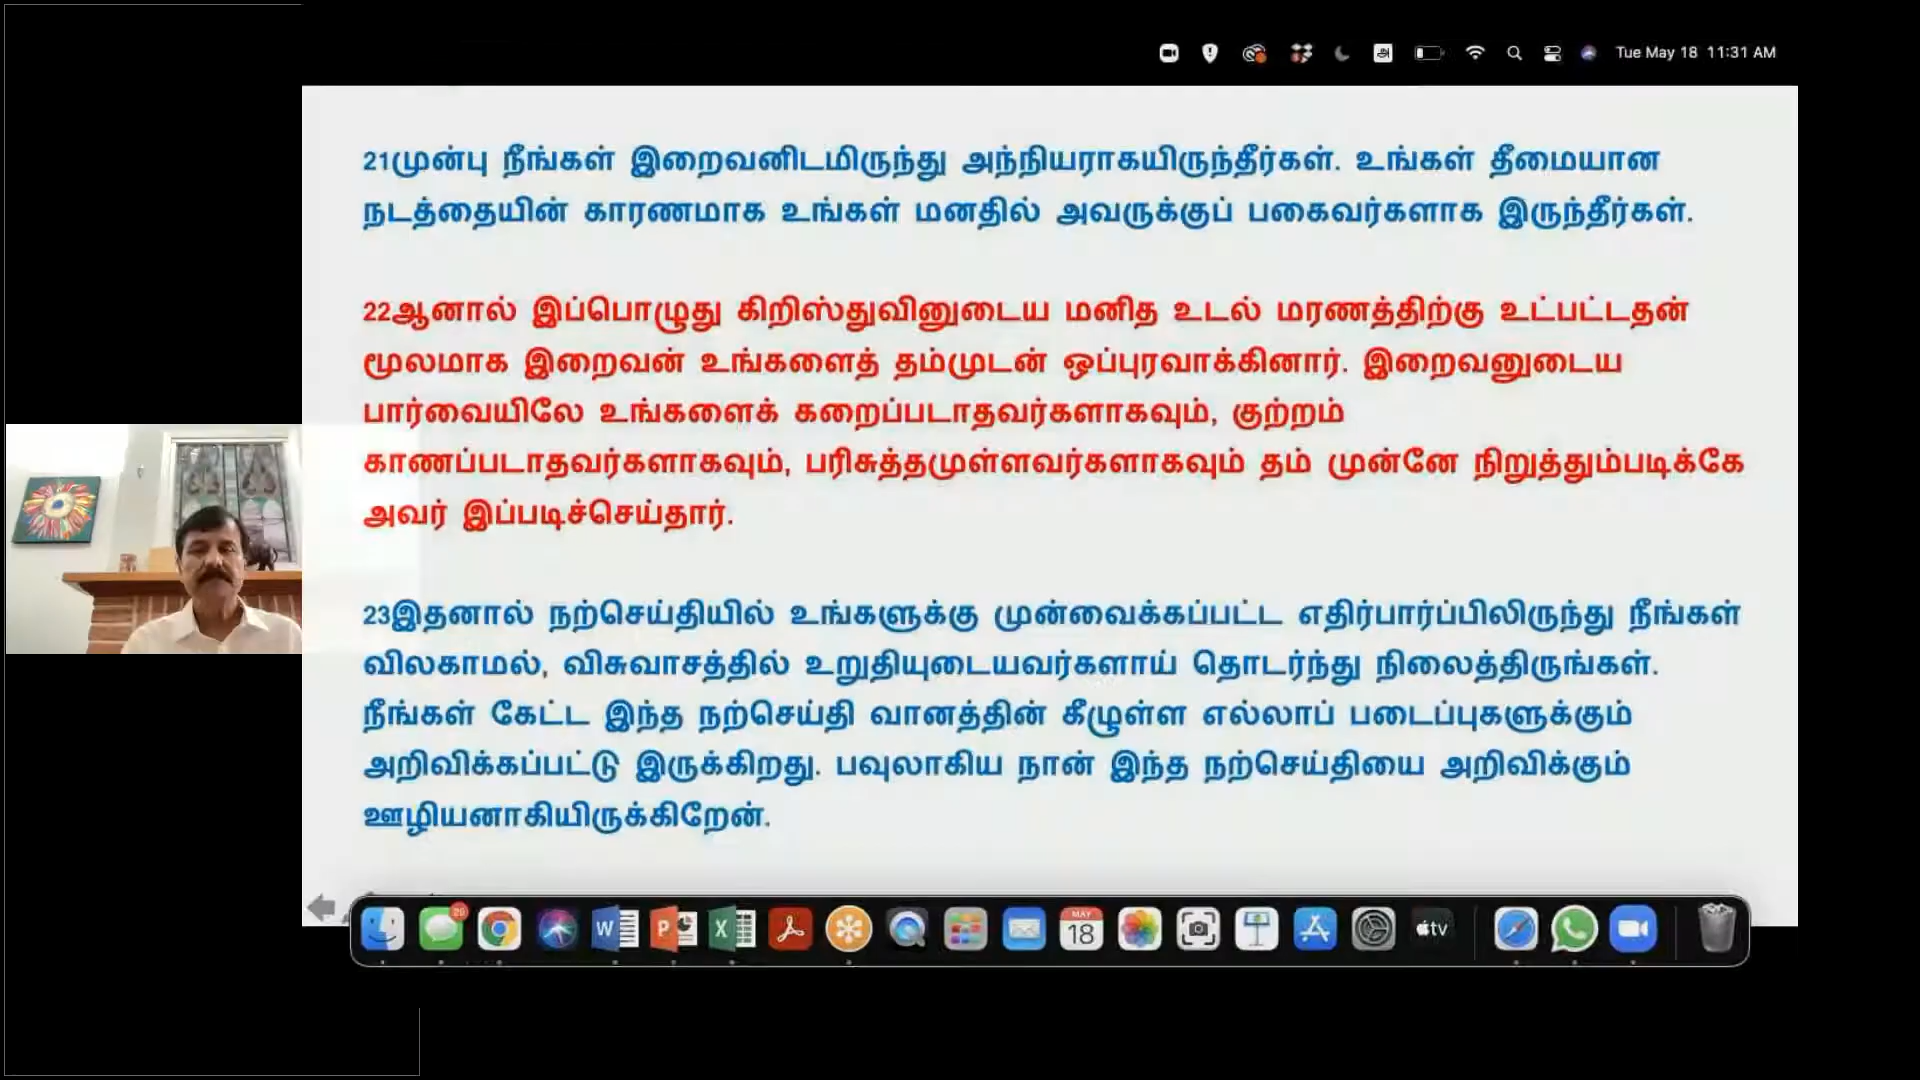 Tue May 18 11:31 AM
21முன்பு நீங்கள் இறைவனிடமிருந்து அந்நியராகயிருந்தீர்கள். உங்கள் தீமையான
நடத்தையின் காரணமாக உங்கள் மனதில் அவருக்குப் பகைவர்களாக இருந்தீர்கள்.
22ஆனால் இப்பொழுது கிறிஸ்துவினுடைய மனித உடல் மரணத்திற்கு உட்பட்டதன்
மூலமாக இறைவன் உங்களைத் தம்முடன் ஒப்புரவாக்கினார். இறைவனுடைய
பார்வையிலே உங்களைக் கறைப்படாதவர்களாகவும், குற்றம்
காணப்படாதவர்களாகவும், பரிசுத்தமுள்ளவர்களாகவும் தம் முன்னே நிறுத்தும்படிக்கே
அவர் இப்படிச்செய்தார்.
23இதனால் நற்செய்தியில் உங்களுக்கு முன்வைக்கப்பட்ட எதிர்பார்ப்பிலிருந்து நீங்கள்
விலகாமல், விசுவாசத்தில் உறுதியுடையவர்களாய் தொடர்ந்து நிலைத்திருங்கள்.
நீங்கள் கேட்ட இந்த நற்செய்தி வானத்தின் கீழுள்ள எல்லாப் படைப்புகளுக்கும்
அறிவிக்கப்பட்டு இருக்கிறது. பவுலாகிய நான் இந்த நற்செய்தியை அறிவிக்கும்
ஊழியனாகியிருக்கிறேன்.
W P X MAY 18 tv